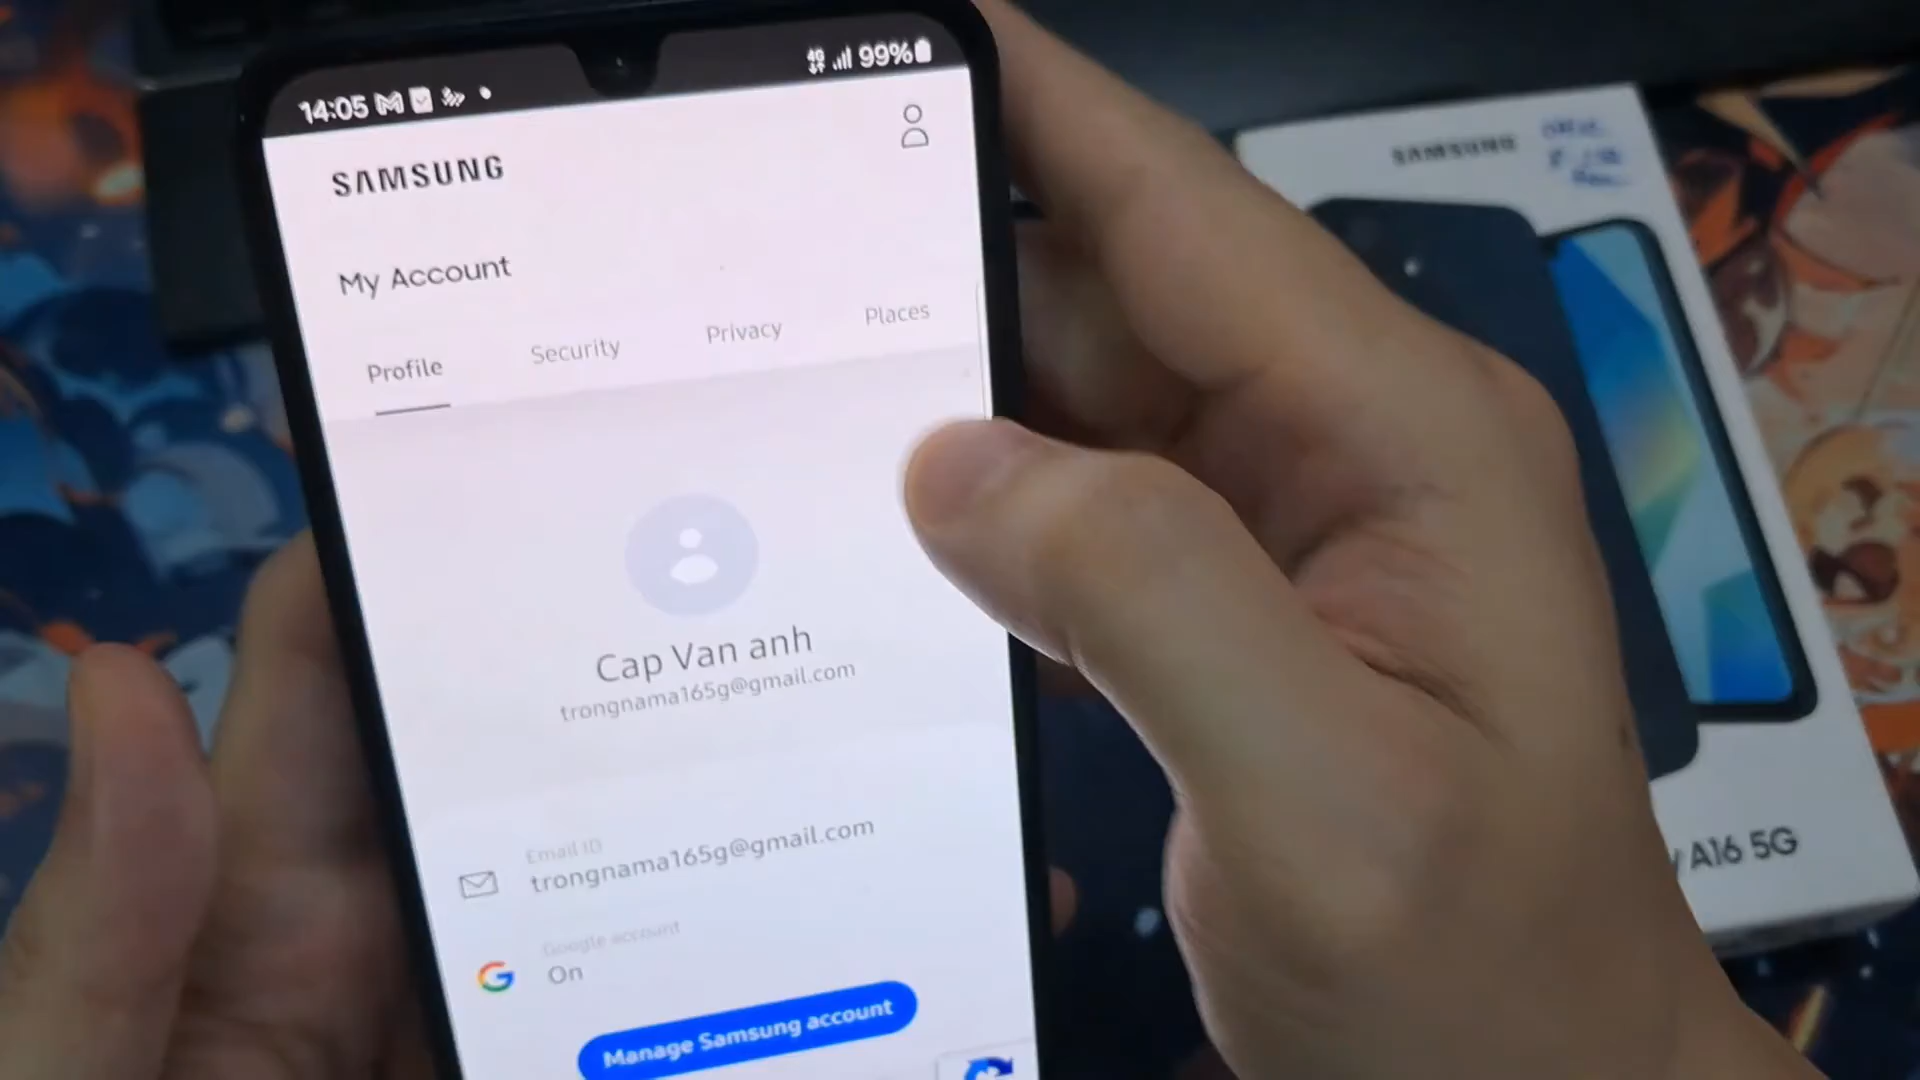 14:05
4G 99%
SAMSUNG
My Account
Profile Security Privacy Places
Cap Van anh
trongnama165g@gmail.com
Email ID
trongnama165g@gmail.com
Google account
On
Manage Samsung account
SAMSUNG
A16 5G